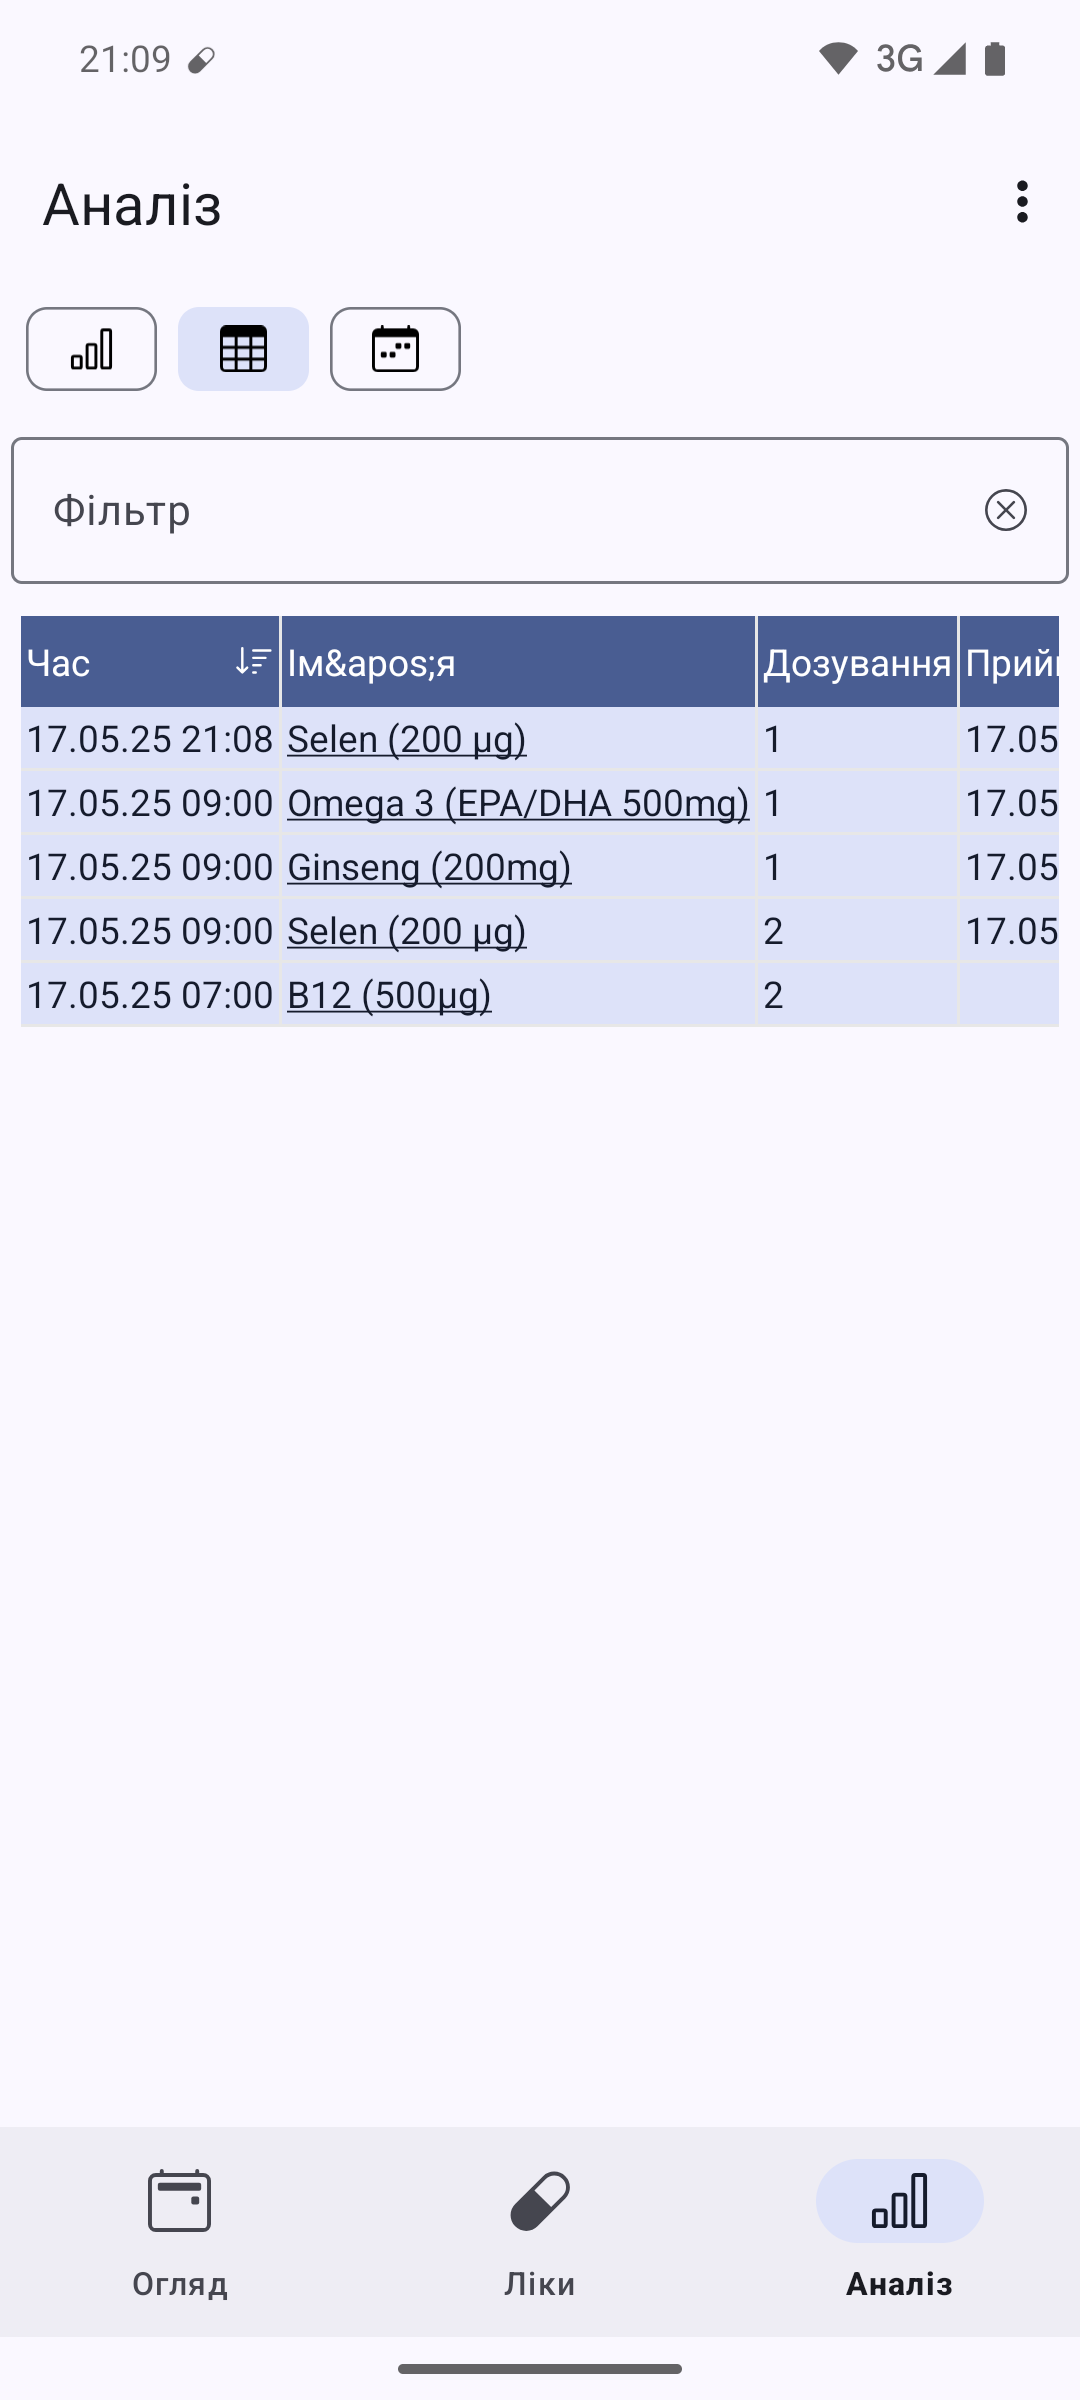 21:09
3G
Аналіз
Фільтр
Час Ім&apos;я Дозування
17.05.25 21:08 Selen (200 µg) 1 17.05
17.05.25 09:00 Omega 3 (EPA/DHA 500mg) 1 17.05
17.05.25 09:00 Ginseng (200mg) 1 17.05
17.05.25 09:00 Selen (200 µg) 2 17.05
17.05.25 07:00 B12 (500µg) 2
Огляд Ліки Аналіз